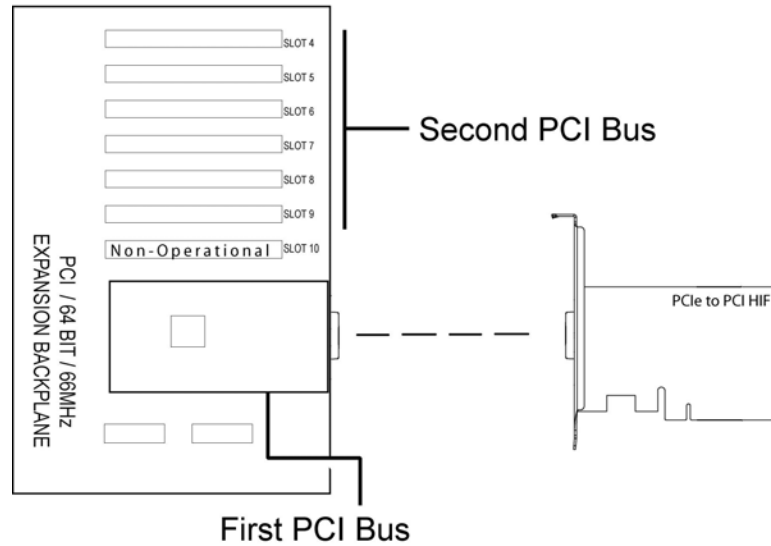 SLOT 4
SLOT 5
SLOT 6
SLOT 7
SLOT 8
SLOT 9
Non-Operational SLOT 10
Second PCI Bus
PCI / 64 BIT / 66MHz
EXPANSION BACKPLANE
PCIe to PCI HIF
First PCI Bus